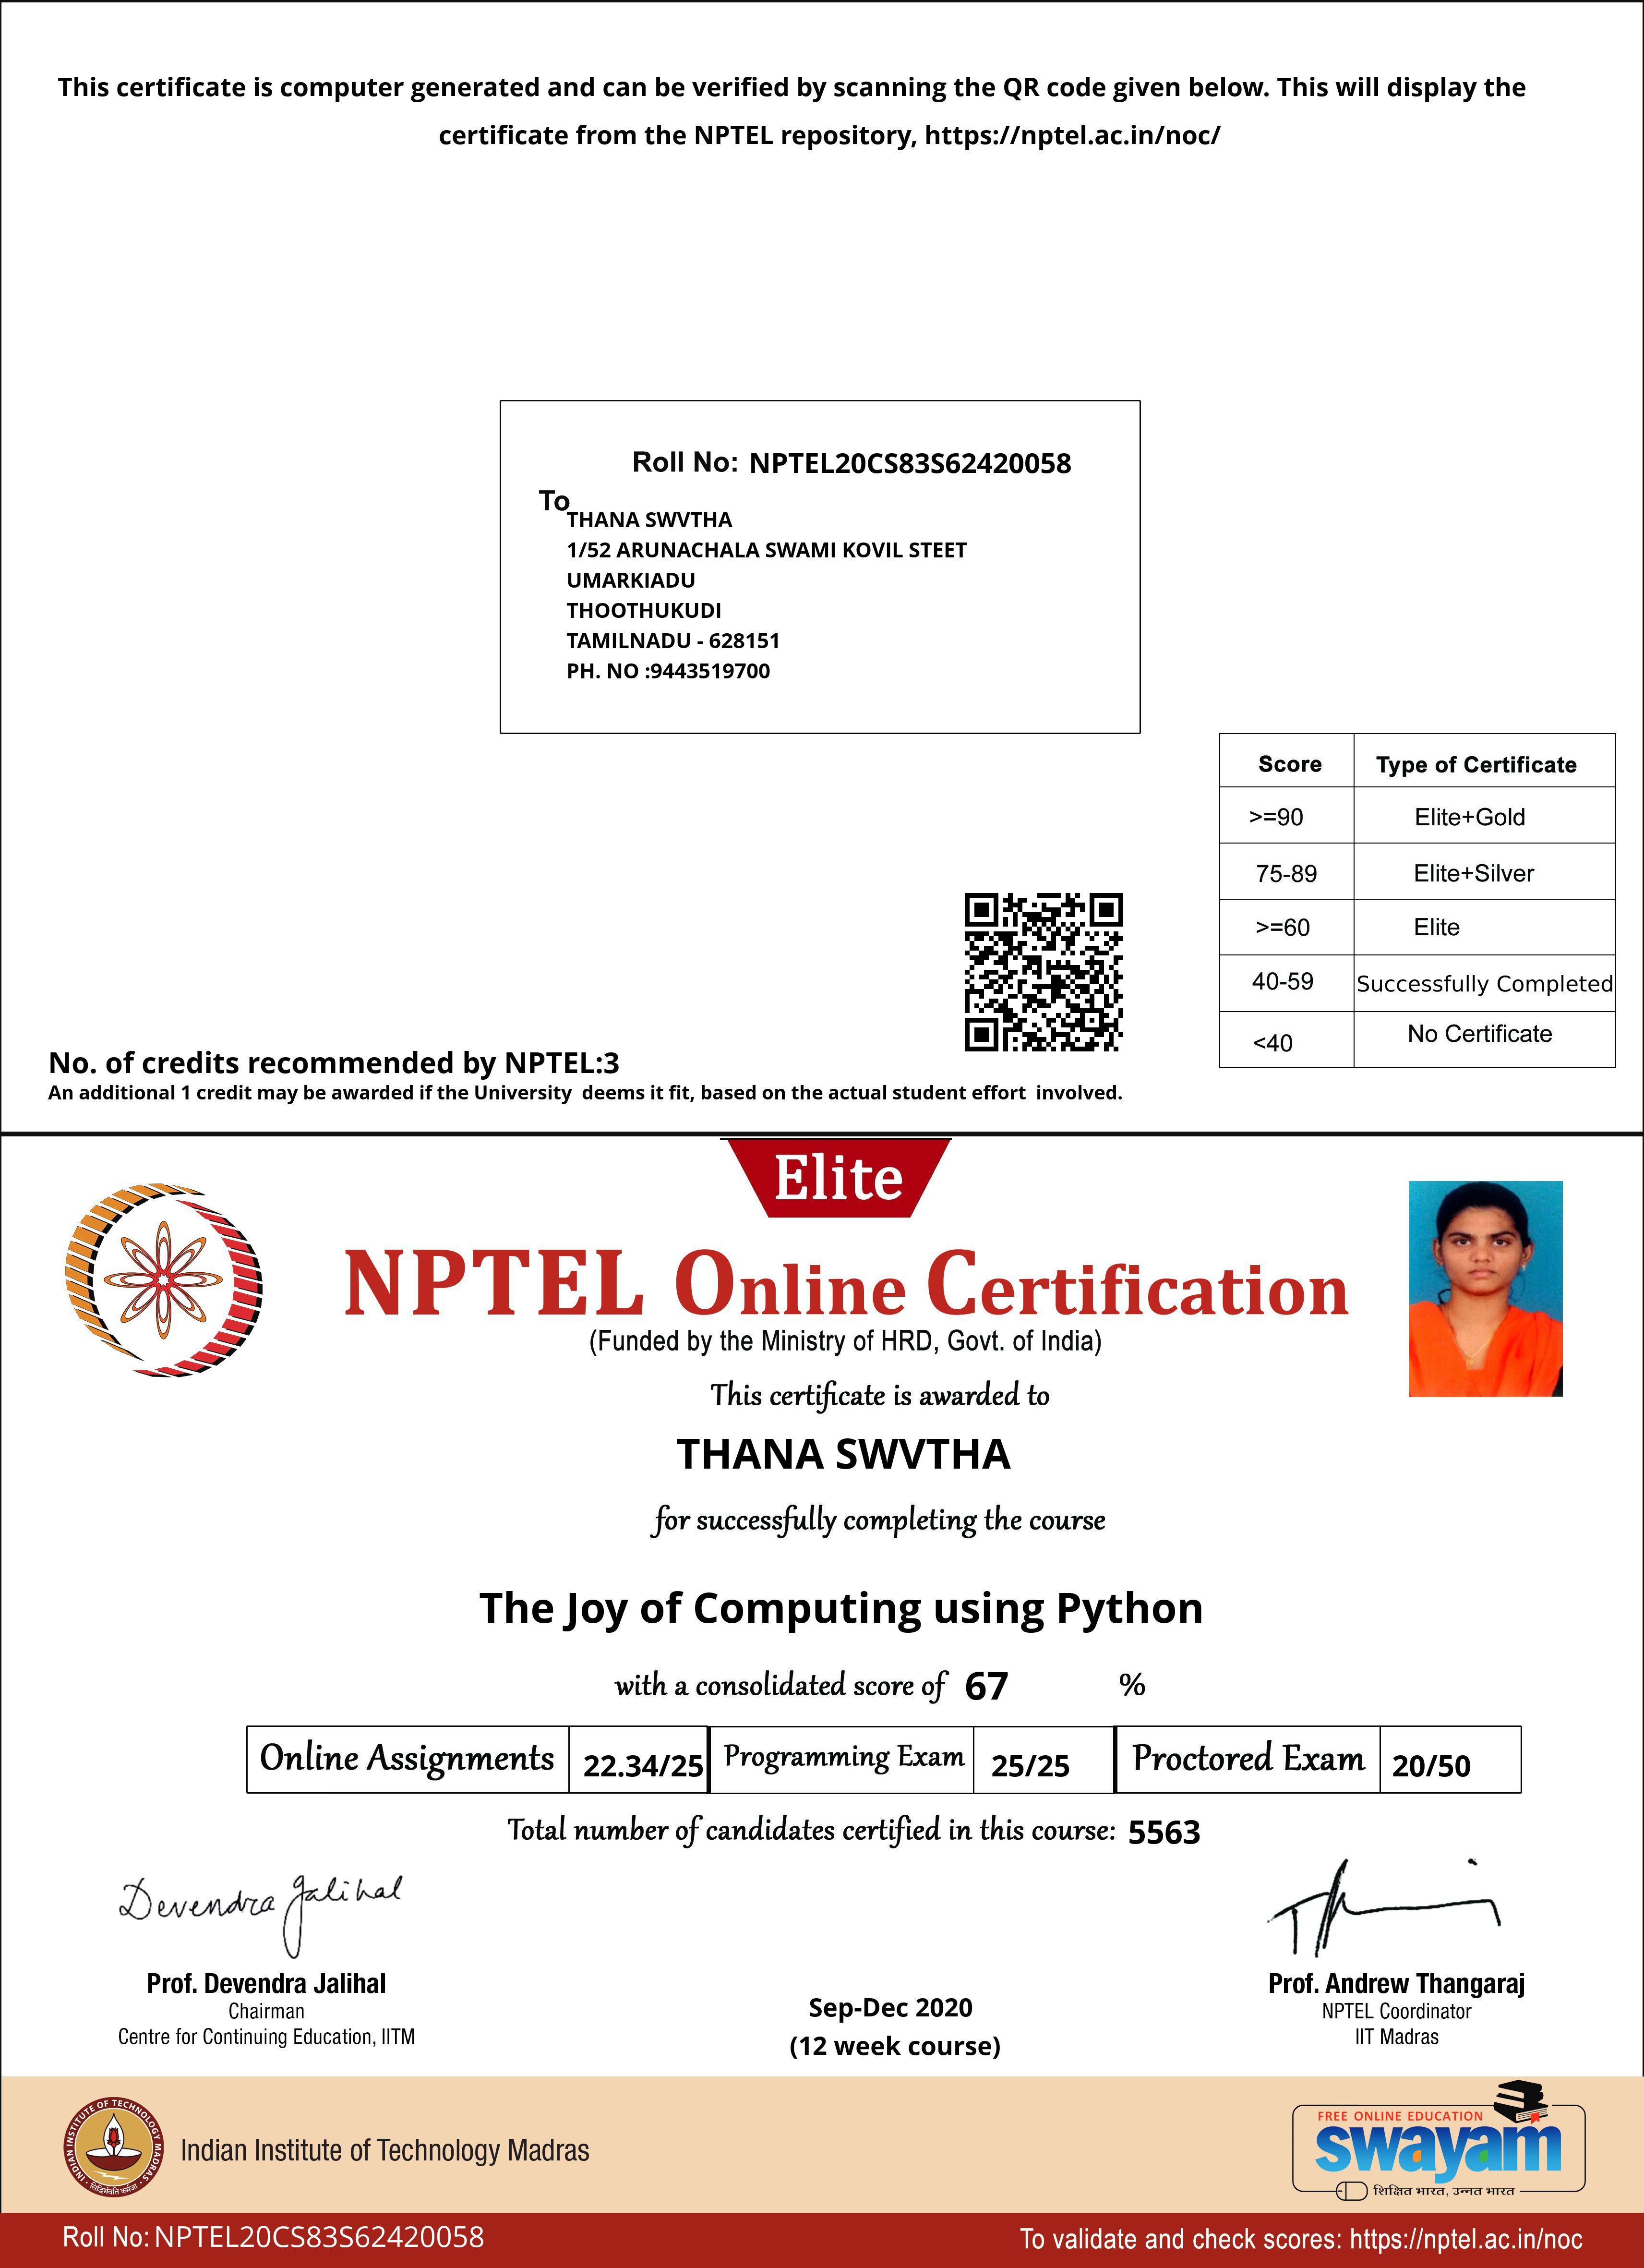 This certificate is computer generated and can be verified by scanning the QR code given below. This will display the
certificate from the NPTEL repository, https://nptel.ac.in/noc/
Roll No: NPTEL20CS83S62420058
To
THANA SWVTHA
1/52 ARUNACHALA SWAMI KOVIL STEET
UMARKIADU
THOOTHUKUDI
TAMILNADU - 628151
PH. NO :9443519700
Score Type of Certificate
>=90 Elite+Gold
75-89 Elite+Silver
>=60 Elite
40-59 Successfully Completed
<40 No Certificate
No. of credits recommended by NPTEL:3
An additional 1 credit may be awarded if the University deems it fit, based on the actual student effort involved.
Elite
NPTEL Online Certification
(Funded by the Ministry of HRD, Govt. of India)
This certificate is awarded to
THANA SWVTHA
for successfully completing the course
The Joy of Computing using Python
with a consolidated score of 67 %
Online Assignments 22.34/25 Programming Exam 25/25 Proctored Exam 20/50
Total number of candidates certified in this course: 5563
Devendra Jalihal
Prof. Devendra Jalihal
Chairman
Centre for Continuing Education, IITM
Sep-Dec 2020
(12 week course)
Prof. Andrew Thangaraj
NPTEL Coordinator
IIT Madras
INDIAN INSTITUTE OF TECHNOLOGY MADRAS
सिद्धिर्भवति कर्मजा
Indian Institute of Technology Madras
FREE ONLINE EDUCATION
swayam
शिक्षित भारत, उन्नत भारत
Roll No: NPTEL20CS83S62420058
To validate and check scores: https://nptel.ac.in/noc